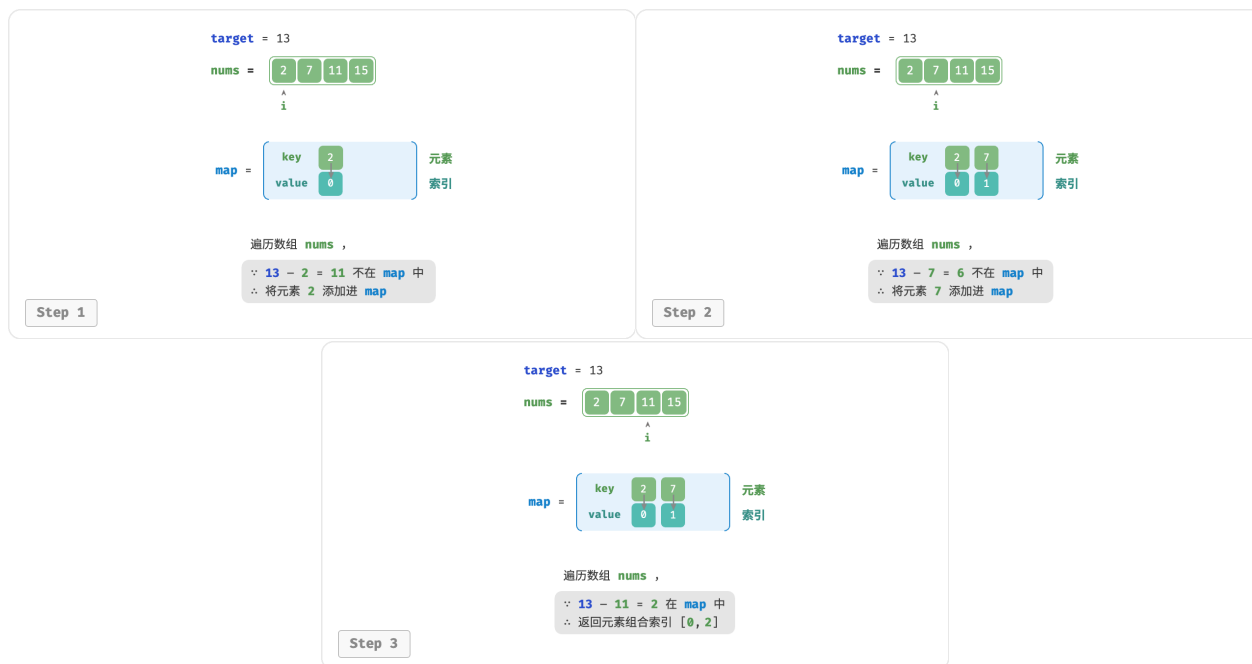 target = 13
nums = 2 7 11 15
i
key 2 元素
map =
value 0 索引
遍历数组 nums ，
∵ 13 − 2 = 11 不在 map 中
∴ 将元素 2 添加进 map
Step 1
target = 13
nums = 2 7 11 15
i
key 2 7 元素
map =
value 0 1 索引
遍历数组 nums ，
∵ 13 − 7 = 6 不在 map 中
∴ 将元素 7 添加进 map
Step 2
target = 13
nums = 2 7 11 15
i
key 2 7 元素
map =
value 0 1 索引
遍历数组 nums ，
∵ 13 − 11 = 2 在 map 中
∴ 返回元素组合索引 [0, 2]
Step 3